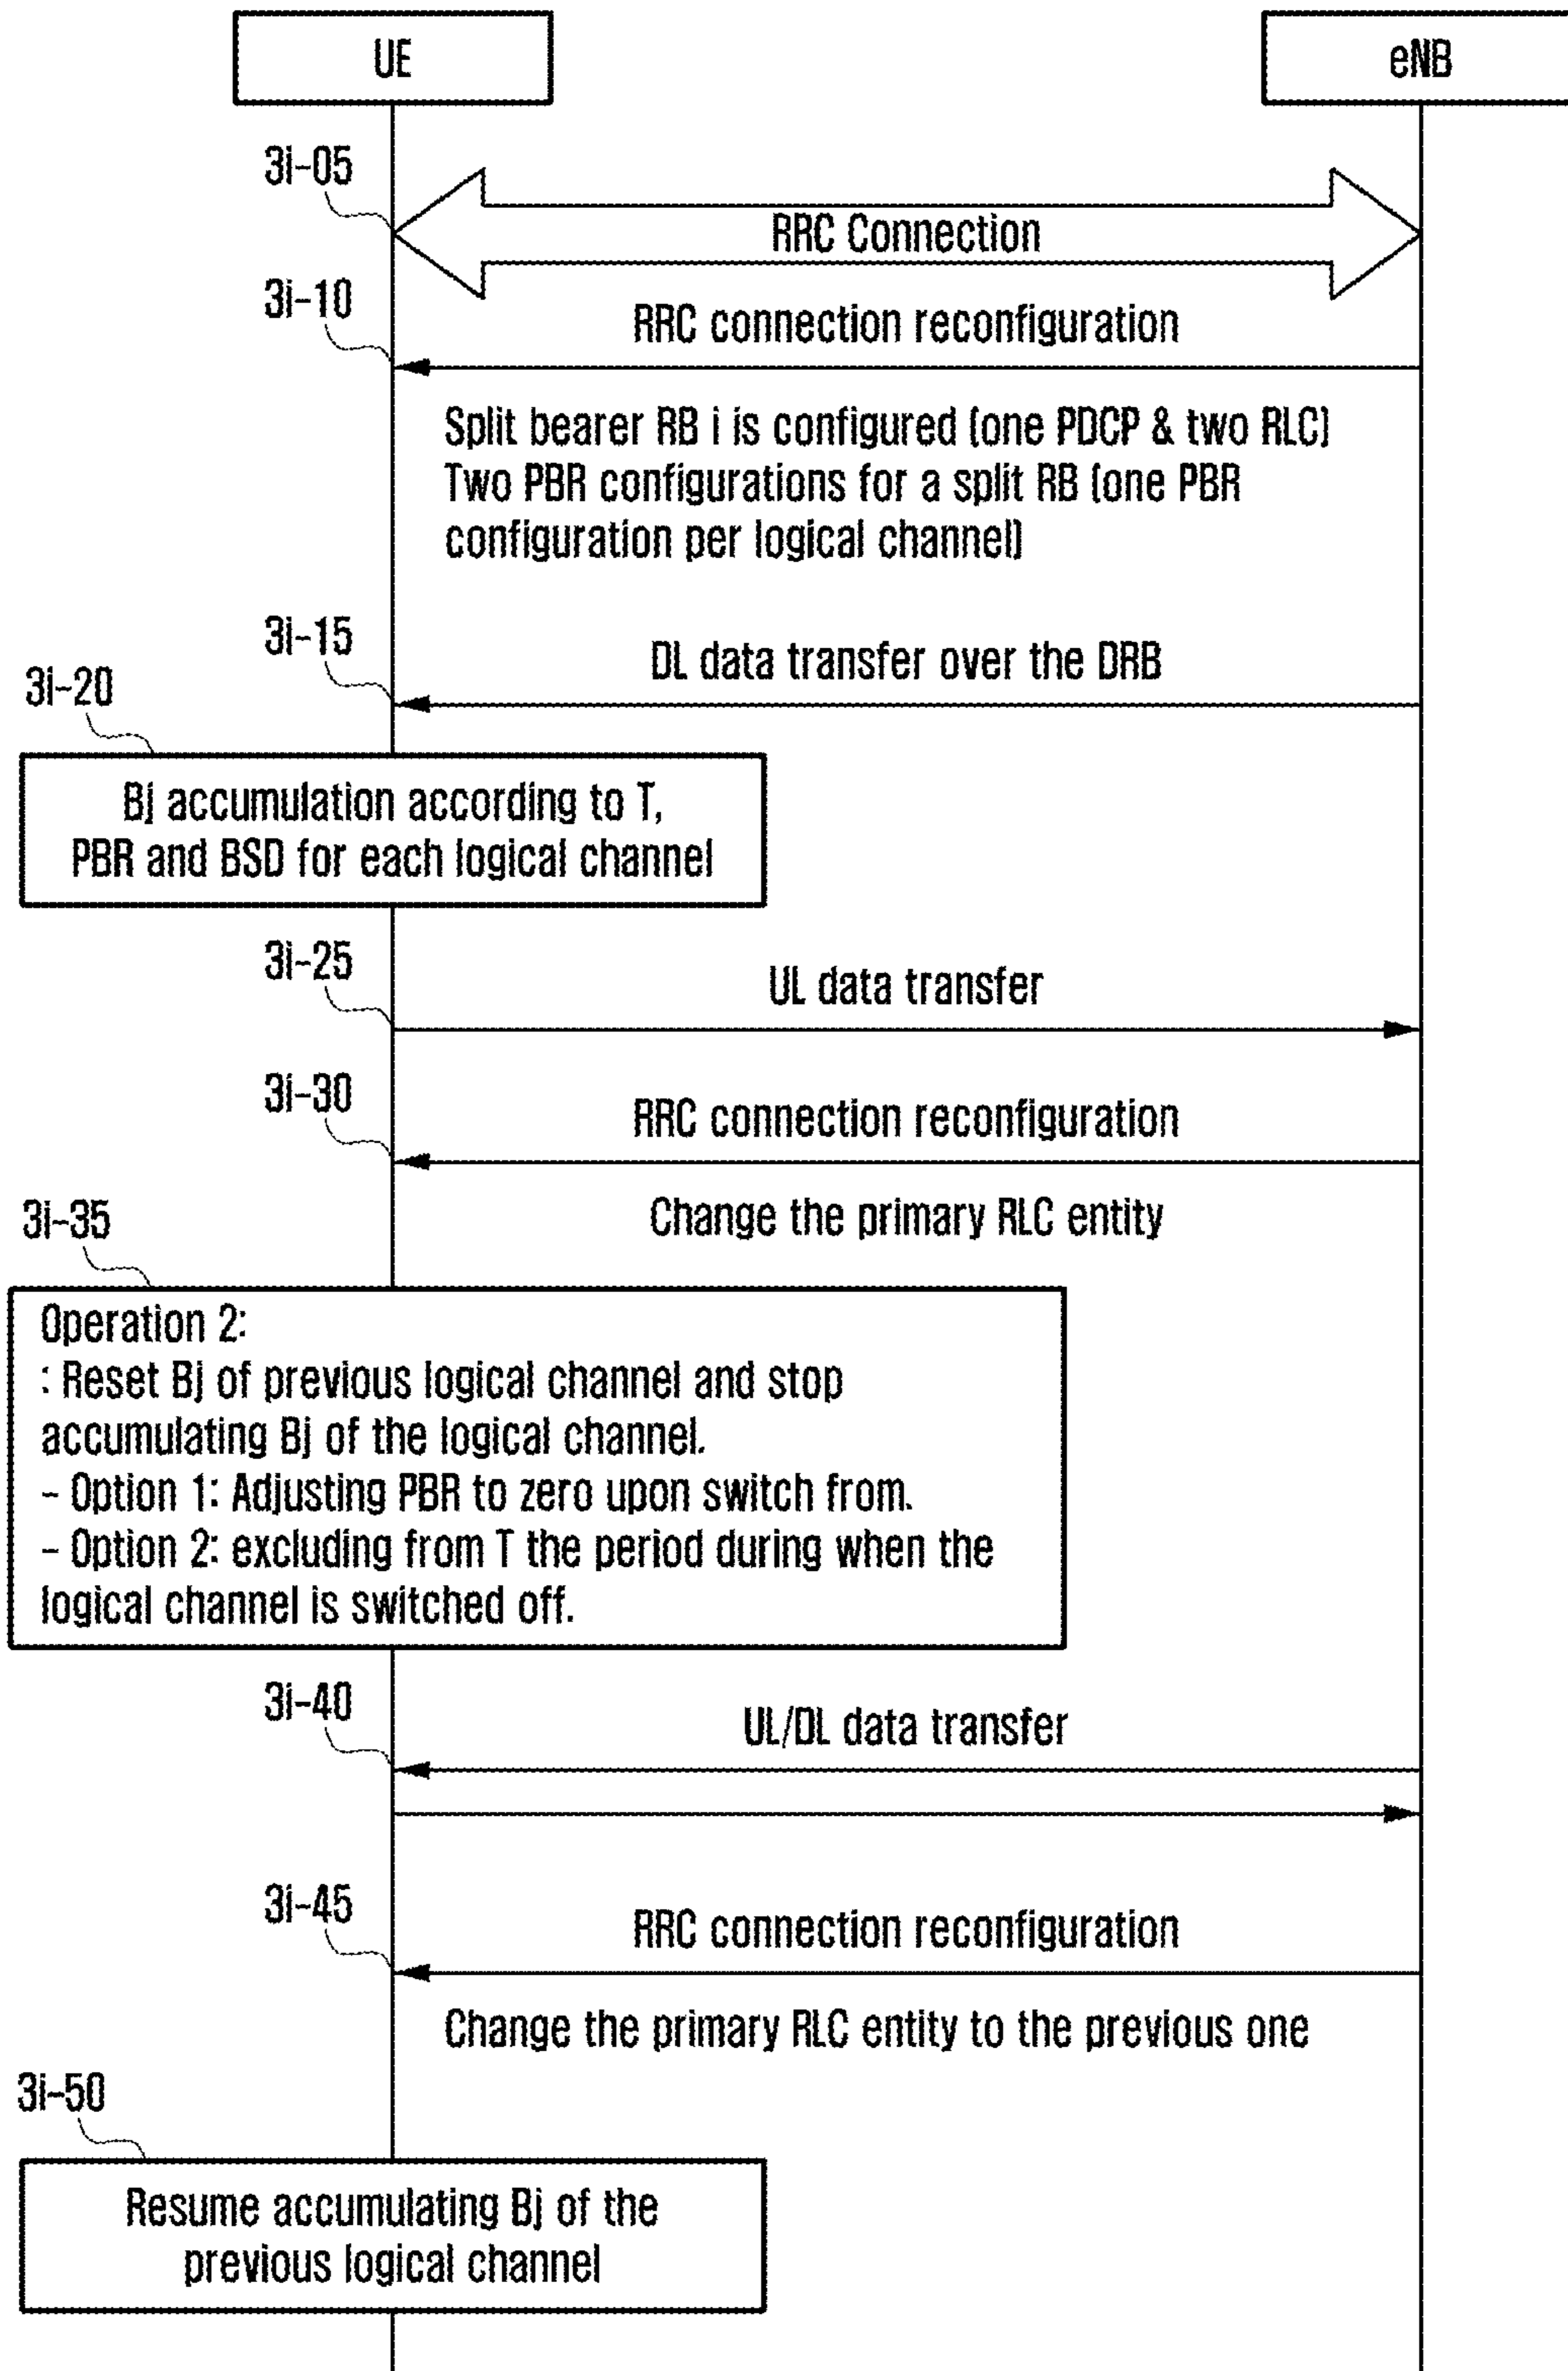 UE
eNB
3i-05
RRC Connection
3i-10
RRC connection reconfiguration
Split bearer RB i is configured (one PDCP & two RLC)
Two PBR configurations for a split RB (one PBR
configuration per logical channel)
3i-15
DL data transfer over the DRB
3i-20
Bj accumulation according to T,
PBR and BSD for each logical channel
3i-25
UL data transfer
3i-30
RRC connection reconfiguration
Change the primary RLC entity
3i-35
Operation 2:
: Reset Bj of previous logical channel and stop
accumulating Bj of the logical channel.
- Option 1: Adjusting PBR to zero upon switch from.
- Option 2: excluding from T the period during when the
logical channel is switched off.
3i-40
UL/DL data transfer
3i-45
RRC connection reconfiguration
Change the primary RLC entity to the previous one
3i-50
Resume accumulating Bj of the
previous logical channel